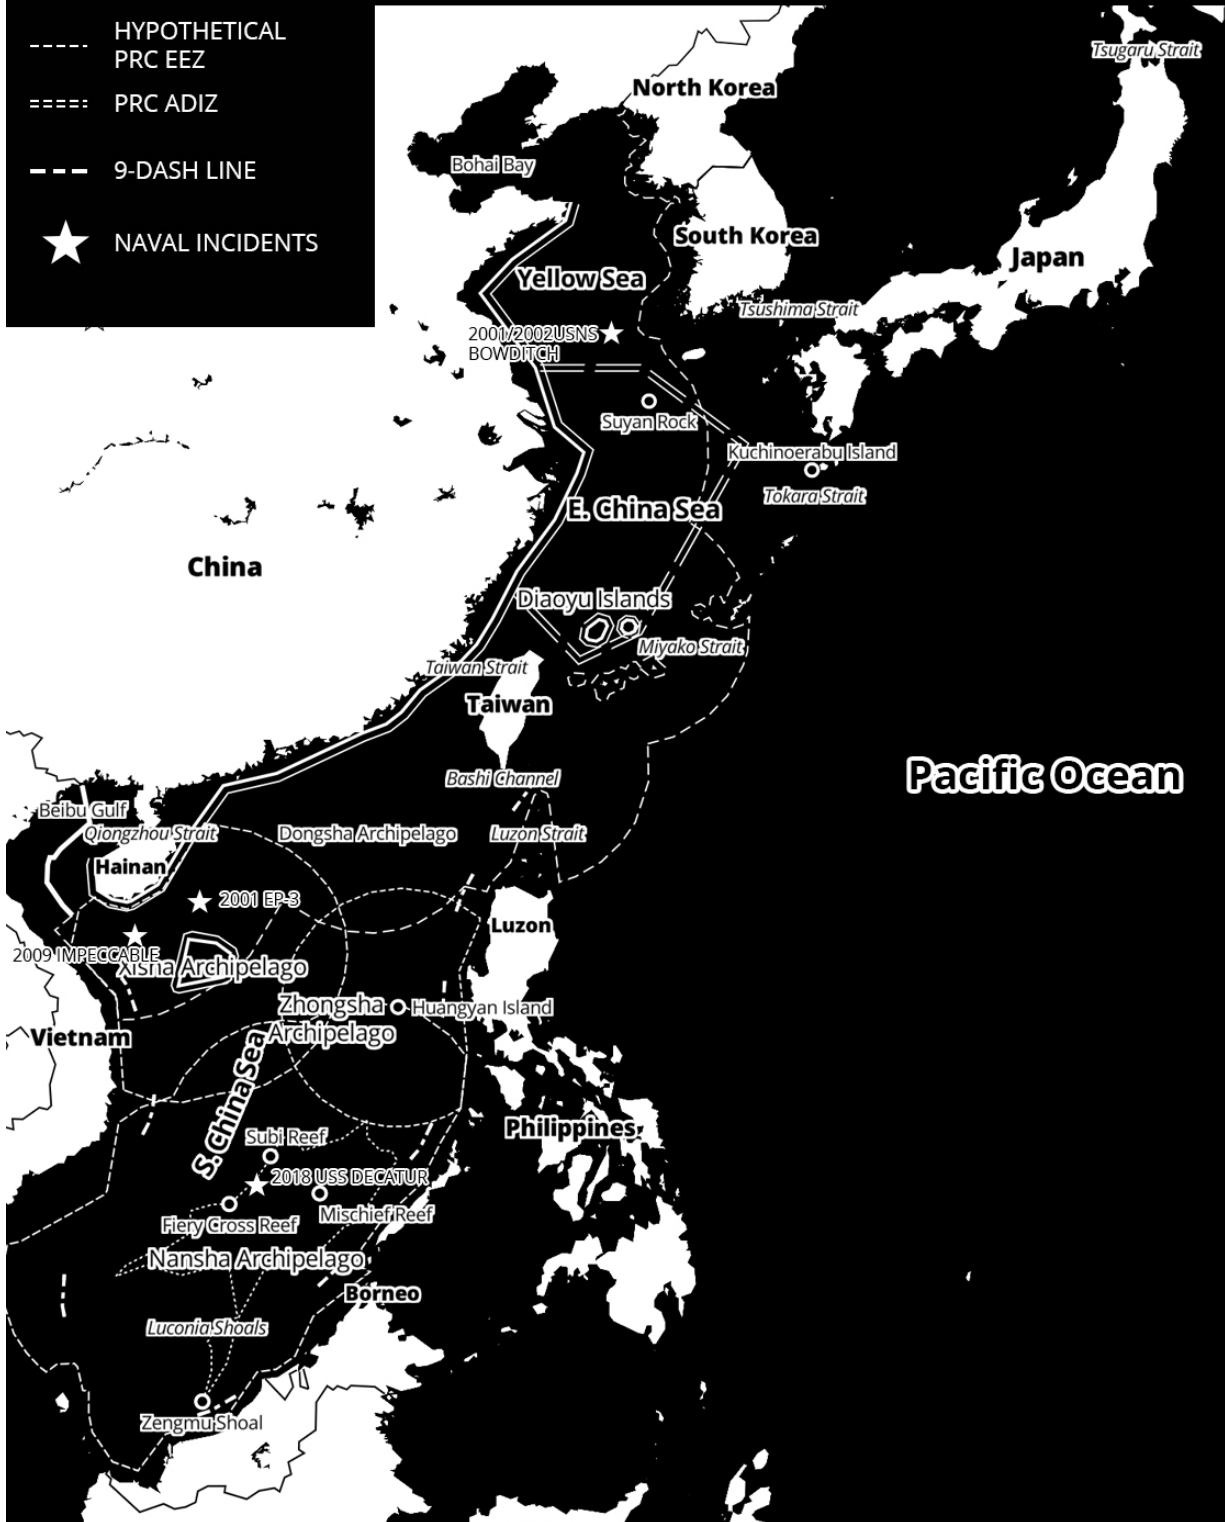 HYPOTHETICAL
PRC EEZ
PRC ADIZ
9-DASH LINE
NAVAL INCIDENTS
Tsugaru Strait
North Korea
Bohai Bay
South Korea
Japan
Yellow Sea
Tsushima Strait
2001/2002USNS
BOWDITCH
Suyan Rock
Kuchinoerabu Island
Tokara Strait
E. China Sea
China
Diaoyu Islands
Miyako Strait
Taiwan Strait
Taiwan
Pacific Ocean
Bashi Channel
Beibu Gulf
Qiongzhou Strait
Dongsha Archipelago
Luzon Strait
Hainan
2001 EP-3
Luzon
2009 IMPECCABLE
Xisha Archipelago
Zhongsha
Archipelago
Huangyan Island
Vietnam
S. China Sea
Philippines
Subi Reef
2018 USS DECATUR
Mischief Reef
Fiery Cross Reef
Nansha Archipelago
Borneo
Luconia Shoals
Zengmu Shoal